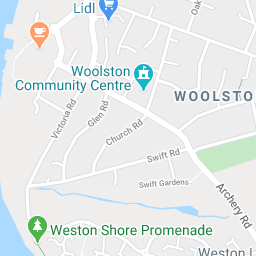 Lidl
Oak
Woolston
Community Centre
WOOLSTO
Victoria Rd
Glen Rd
Church Rd
Swift Rd
Swift Gardens
Archery Rd
Weston Shore Promenade
Weston L